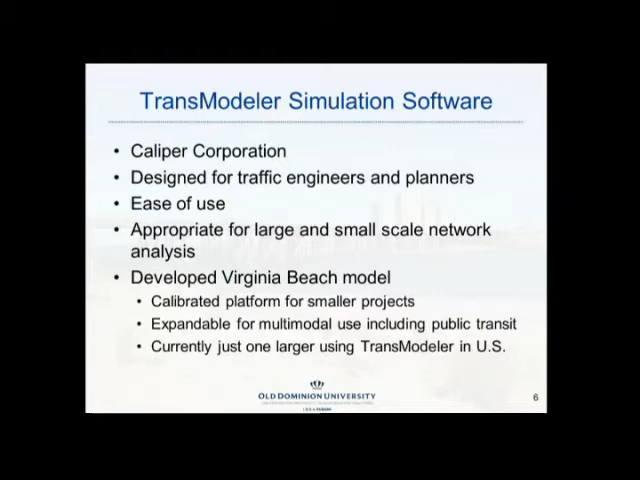 TransModeler Simulation Software
• Caliper Corporation
• Designed for traffic engineers and planners
• Ease of use
• Appropriate for large and small scale network
analysis
• Developed Virginia Beach model
• Calibrated platform for smaller projects
• Expandable for multimodal use including public transit
• Currently just one larger using TransModeler in U.S.
OLD DOMINION UNIVERSITY
6